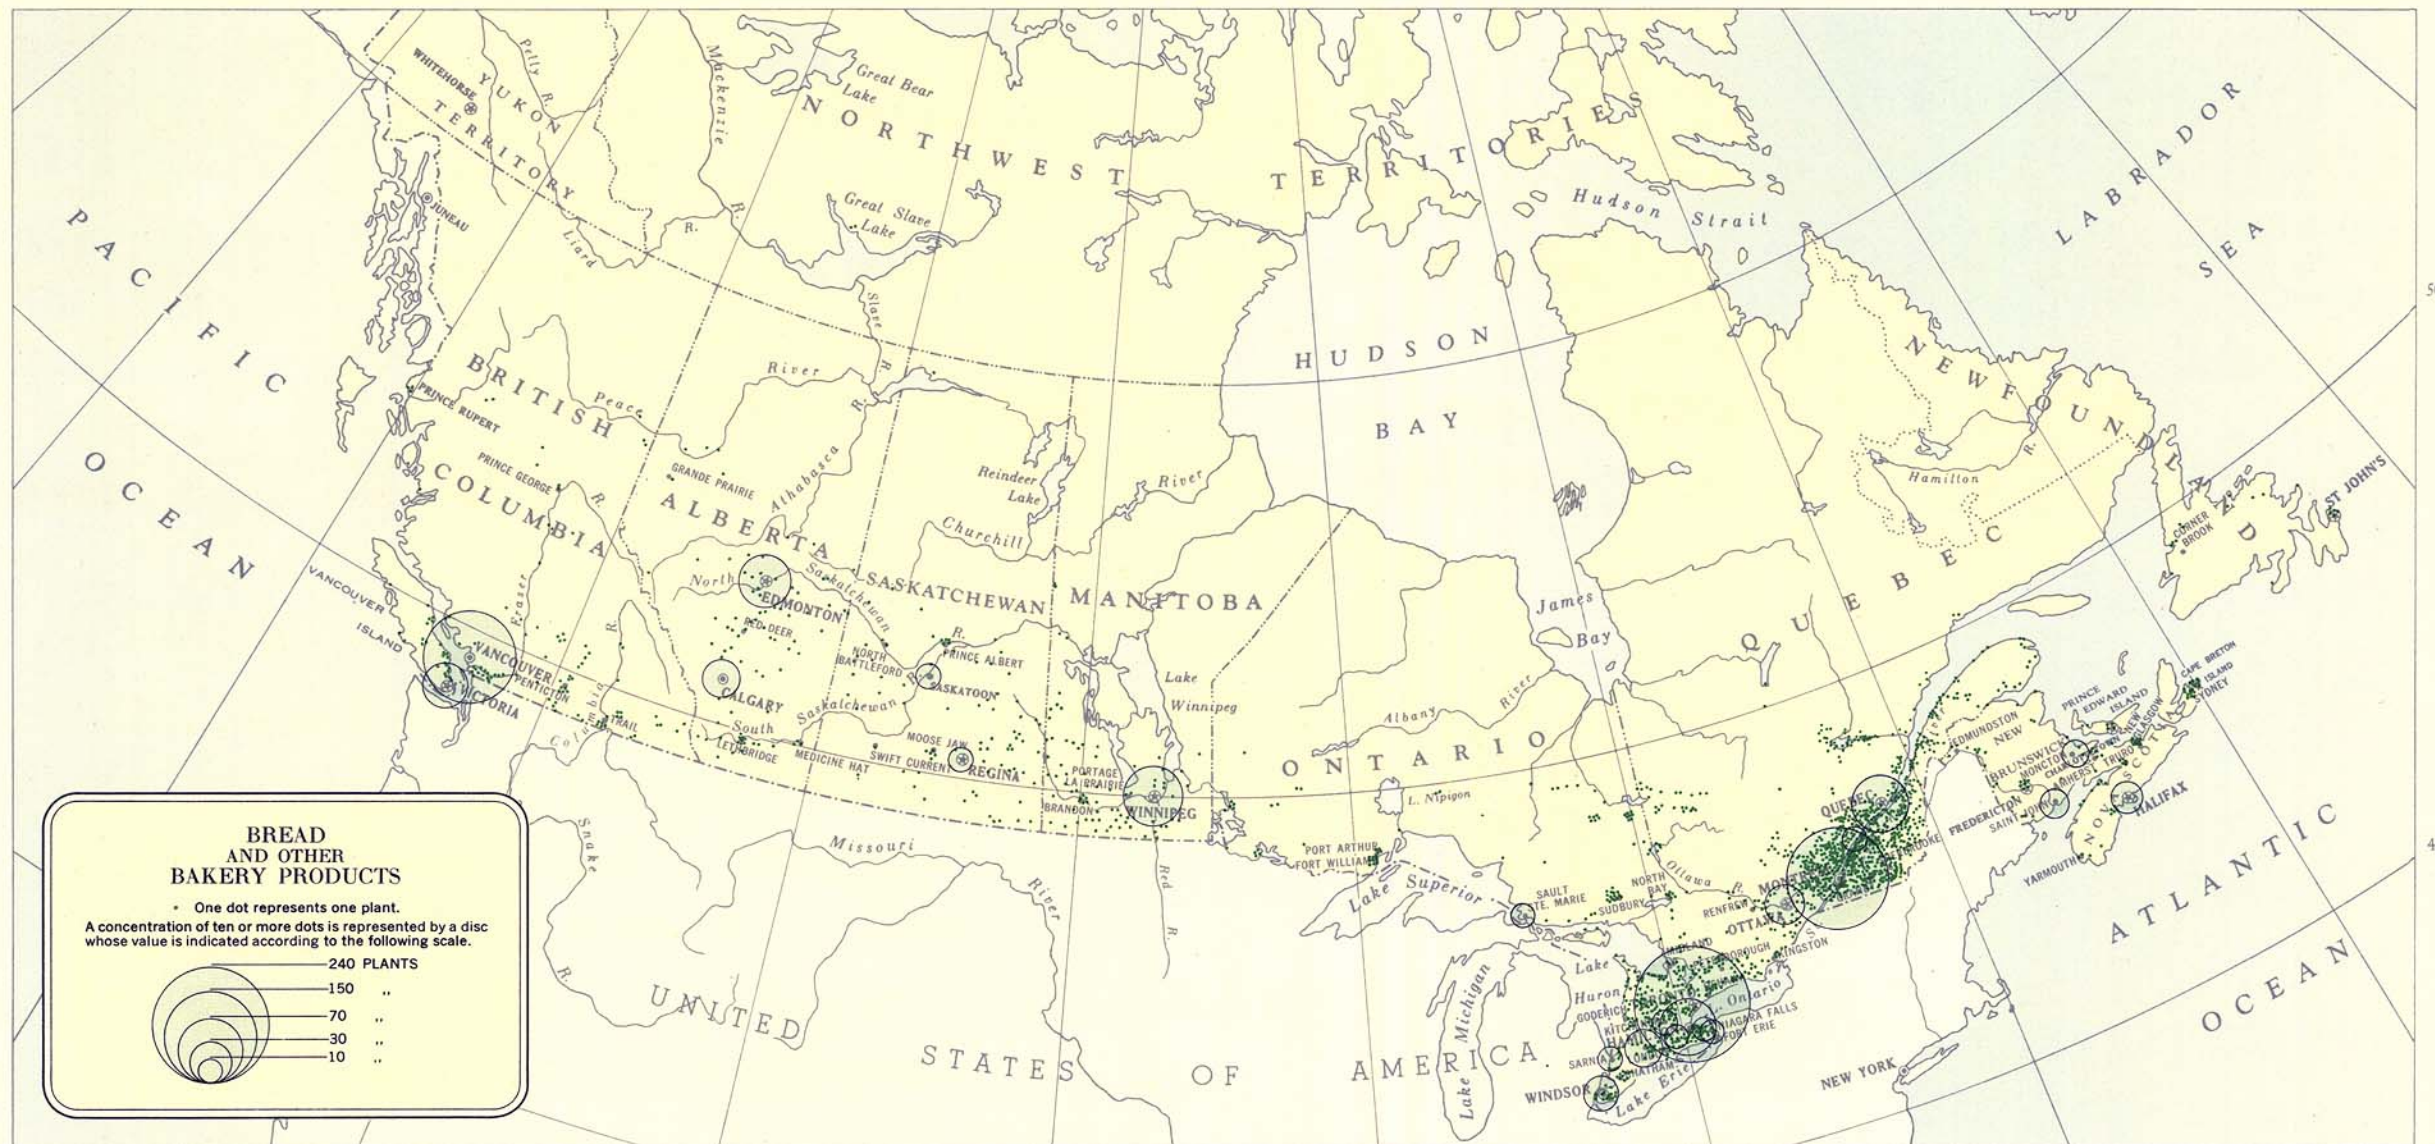 WHITEHORSE
YUKON
TERRITORY
Pelly
R.
Mackenzie
R.
Great Bear
Lake
NORTHWEST TERRITORIES
JUNEAU
Liard
R.
Great Slave
Lake
Slave
R.
Hudson Strait
LABRADOR
SEA
PACIFIC
OCEAN
HUDSON
BAY
BRITISH
COLUMBIA
PRINCE RUPERT
PRINCE GEORGE
Peace
River
R.
GRANDE PRAIRIE
ALBERTA
Athabasca
R.
Reindeer
Lake
Churchill
River
NEWFOUNDLAND
Hamilton
R.
CORNER
BROOK
ST JOHN'S
VANCOUVER
ISLAND
Fraser
VANCOUVER
VICTORIA
PENTICTON
Columbia
R.
TRAIL
North
Saskatchewan
R.
EDMONTON
RED DEER
SASKATCHEWAN
MANITOBA
NORTH
BATTLEFORD
PRINCE ALBERT
SASKATOON
CALGARY
South
Saskatchewan
LETHBRIDGE
MEDICINE HAT
SWIFT CURRENT
MOOSE JAW
REGINA
PORTAGE
LA PRAIRIE
BRANDON
WINNIPEG
Lake
Winnipeg
James
Bay
Albany
River
ONTARIO
L. Nipigon
QUEBEC
PORT ARTHUR
FORT WILLIAM
Lake Superior
SAULT
STE. MARIE
SUDBURY
NORTH
BAY
Ottawa
R.
RENFREW
OTTAWA
QUEBEC
EDMUNDSTON
NEW
BRUNSWICK
MONCTON
FREDERICTON
SAINT JOHN
AMHERST
TRURO
NOVA SCOTIA
HALIFAX
YARMOUTH
PRINCE
EDWARD
ISLAND
CAPE BRETON
ISLAND
SYDNEY
KINGSTON
Lake
Huron
GODERICH
L. Ontario
NIAGARA FALLS
FORT ERIE
CHATHAM
WINDSOR
Lake Erie
Lake Michigan
NEW YORK
ATLANTIC
OCEAN
Snake
R.
Missouri
River
Red
R.
UNITED
STATES
OF
AMERICA
BREAD
AND OTHER
BAKERY PRODUCTS
One dot represents one plant.
A concentration of ten or more dots is represented by a disc
whose value is indicated according to the following scale.
240 PLANTS
150 ,,
70 ,,
30 ,,
10 ,,